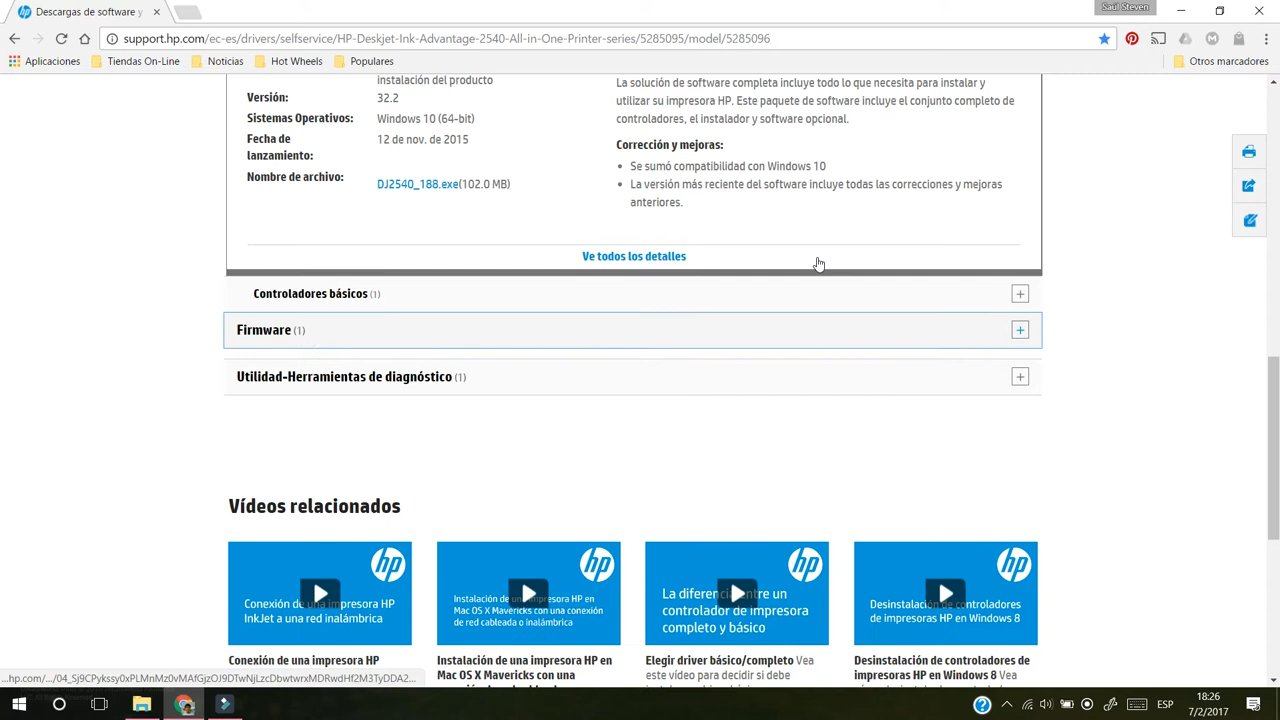 Descargas de software y
Saúl Steven
support.hp.com/ec-es/drivers/selfservice/HP-Deskjet-Ink-Advantage-2540-All-in-One-Printer-series/5285095/model/5285096
Aplicaciones
Tiendas On-Line
Noticias
Hot Wheels
Populares
Otros marcadores
instalación del producto
Versión: 32.2
Sistemas Operativos: Windows 10 (64-bit)
Fecha de lanzamiento: 12 de nov. de 2015
Nombre de archivo: DJ2540_188.exe(102.0 MB)
La solución de software completa incluye todo lo que necesita para instalar y
utilizar su impresora HP. Este paquete de software incluye el conjunto completo de
controladores, el instalador y software opcional.
Corrección y mejoras:
• Se sumó compatibilidad con Windows 10
• La versión más reciente del software incluye todas las correcciones y mejoras
anteriores.
Ve todos los detalles
Controladores básicos (1)
Firmware (1)
Utilidad-Herramientas de diagnóstico (1)
Vídeos relacionados
hp
Conexión de una impresora HP
InkJet a una red inalámbrica
hp
Instalación de una impresora HP en
Mac OS X Mavericks con una conexión
de red cableada o inalámbrica
hp
La diferencia entre un
controlador de impresora
completo y básico
hp
Desinstalación de controladores
de impresoras HP en Windows 8
Conexión de una impresora HP
Instalación de una impresora HP en
Mac OS X Mavericks con una
Elegir driver básico/completo Vea
este vídeo para decidir si debe
Desinstalación de controladores de
impresoras HP en Windows 8 Vea
ESP
18:26
7/2/2017